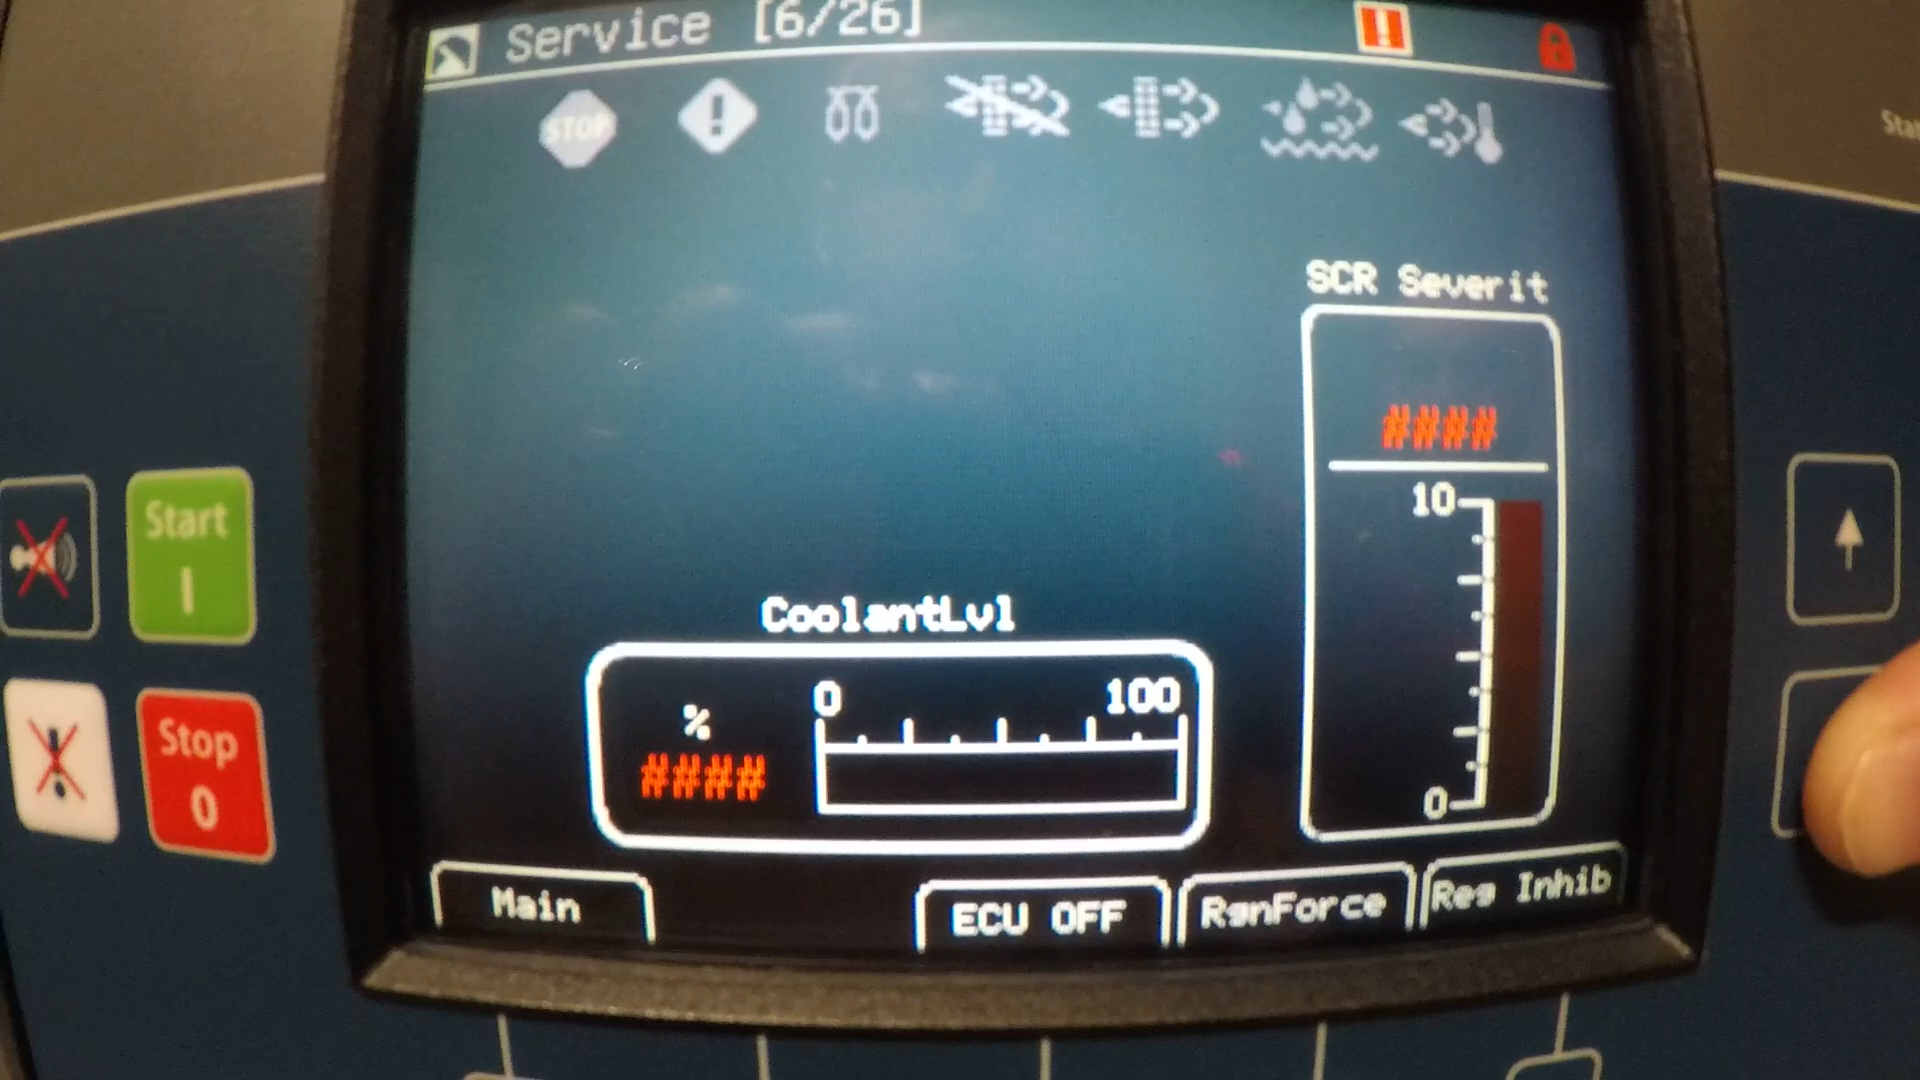 Service [6/26]
STOP
SCR Severit
####
10
0
CoolantLvl
%
####
0
100
Main
ECU OFF
RgnForce
Reg Inhib
Start
I
Stop
0